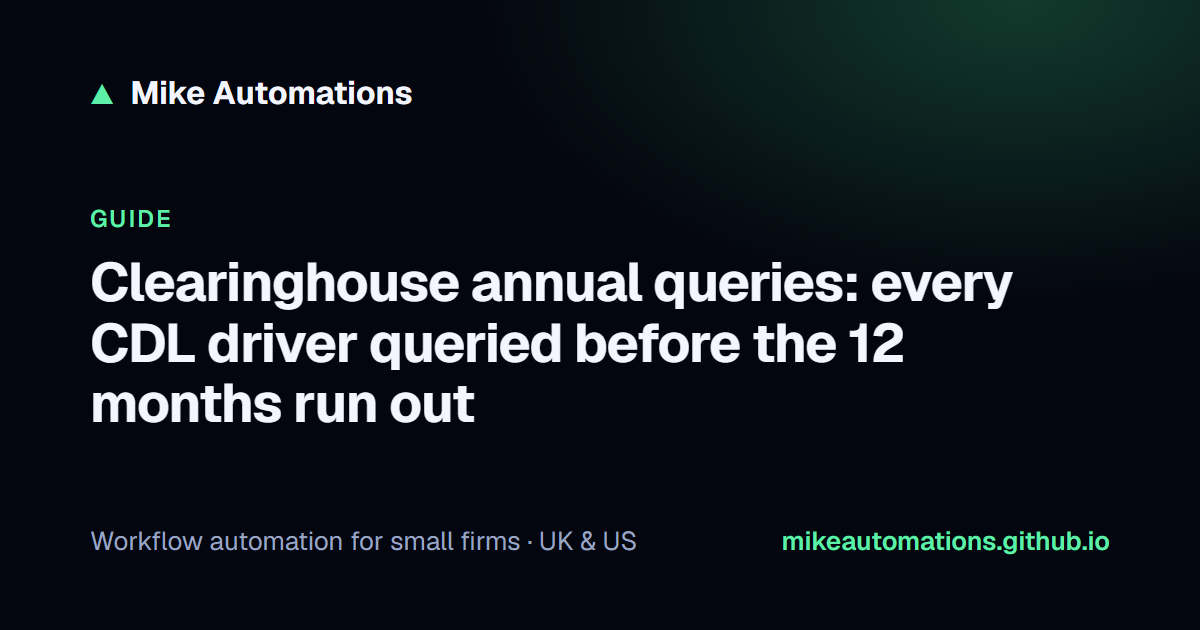 Mike Automations
GUIDE
Clearinghouse annual queries: every
CDL driver queried before the 12
months run out
Workflow automation for small firms · UK & US
mikeautomations.github.io